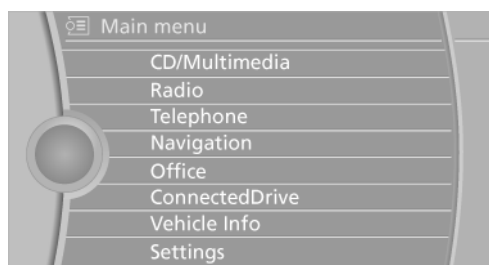 Main menu
CD/Multimedia
Radio
Telephone
Navigation
Office
ConnectedDrive
Vehicle Info
Settings